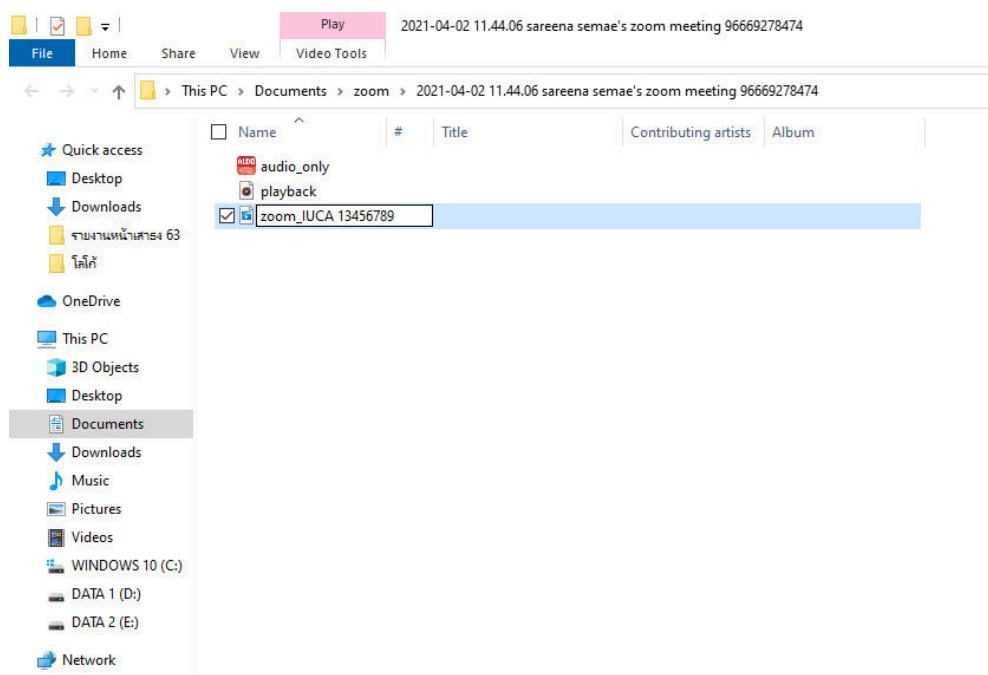 Play 2021-04-02 11.44.06 sareena semae's zoom meeting 96669278474
File Home Share View Video Tools
This PC > Documents > zoom > 2021-04-02 11.44.06 sareena semae's zoom meeting 96669278474
Name # Title Contributing artists Album
Quick access
Desktop
Downloads
รายงานหน้าเสาธง 63
โลโก้
OneDrive
This PC
3D Objects
Desktop
Documents
Downloads
Music
Pictures
Videos
WINDOWS 10 (C:)
DATA 1 (D:)
DATA 2 (E:)
Network
audio_only
playback
zoom_IUCA 13456789